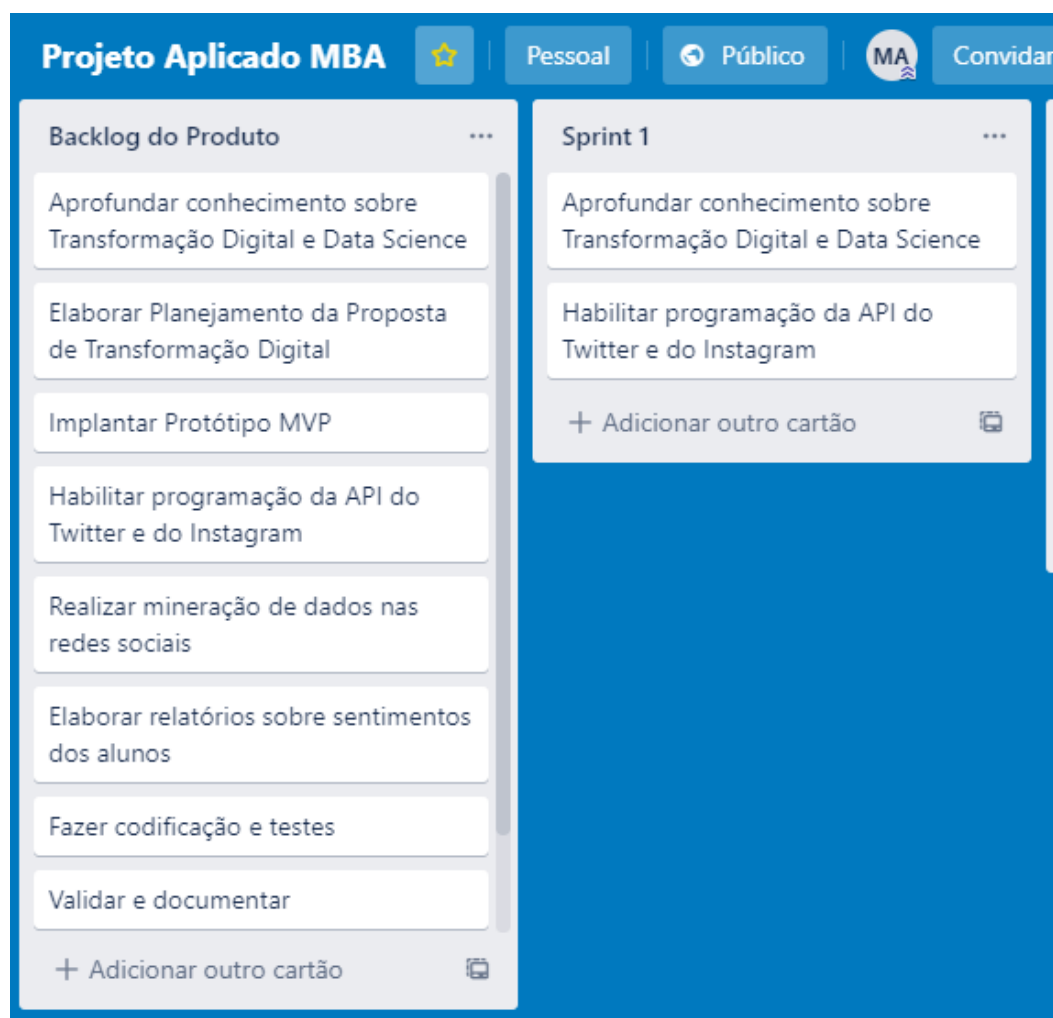 Projeto Aplicado MBA
Pessoal
Público
MA
Convidar
Backlog do Produto
Aprofundar conhecimento sobre
Transformação Digital e Data Science
Elaborar Planejamento da Proposta
de Transformação Digital
Implantar Protótipo MVP
Habilitar programação da API do
Twitter e do Instagram
Realizar mineração de dados nas
redes sociais
Elaborar relatórios sobre sentimentos
dos alunos
Fazer codificação e testes
Validar e documentar
+ Adicionar outro cartão
Sprint 1
Aprofundar conhecimento sobre
Transformação Digital e Data Science
Habilitar programação da API do
Twitter e do Instagram
+ Adicionar outro cartão